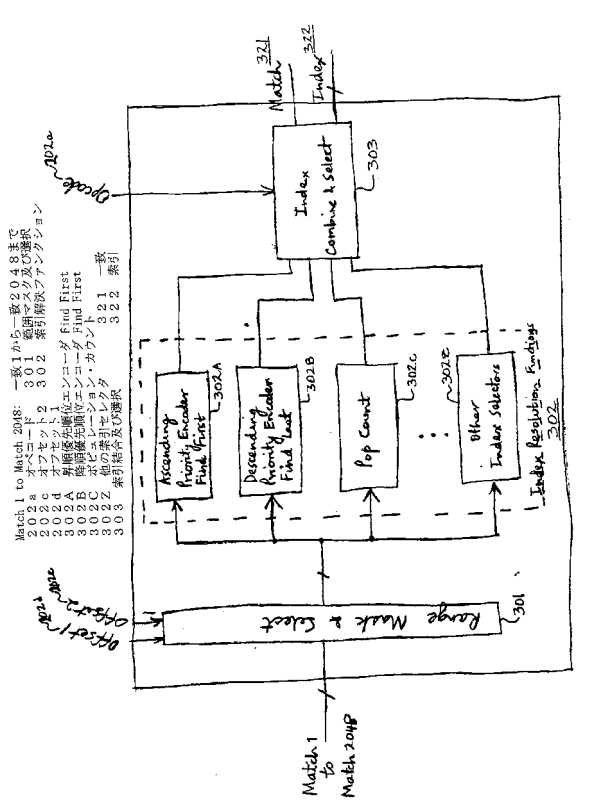 Match 1 to Match 2018: 一致1から一致2048まで
202a オペコード 301 範囲マスク及び選択
202c オフセット2 302 索引解決ファンクション
202d オフセット1
302A 昇順優先順位エンコーダ Find First
302B 降順優先順位エンコーダ Find First
302C ポピュレーション・カウント
302Z 他の索引セレクタ 321 一致
303 索引結合及び選択 322 索引
Offset1 202d
Offset2 202c
Opcode 202a
Match 1
to
Match 2048
Range Mask & Select
301
Ascending
Priority Encoder
Find First
302A
Descending
Priority Encoder
Find Last
302B
Pop Count
302C
Other
Index Selectors
302Z
Index Resolution Functions
302
Index
Combine & Select
303
Match 321
Index 322